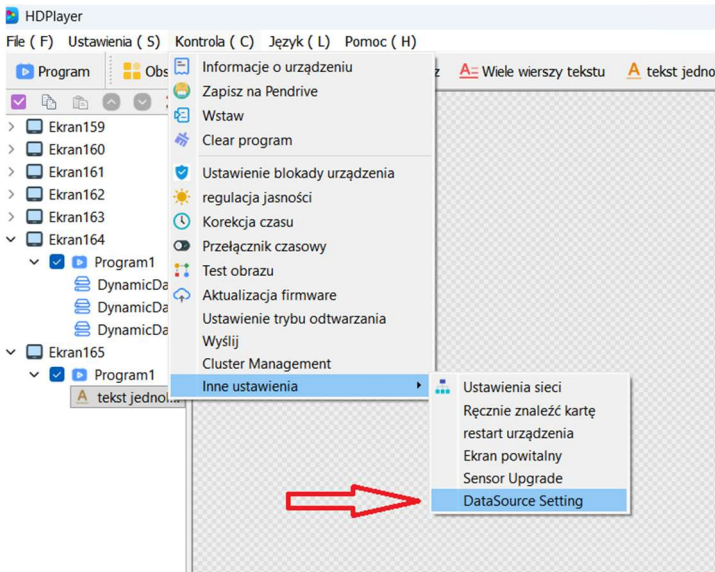 HDPlayer
File ( F) Ustawienia ( S) Kontrola ( C) Język ( L) Pomoc ( H)
Program
Wiele wierszy tekstu
Ekran159
Ekran160
Ekran161
Ekran162
Ekran163
Ekran164
Program1
Ekran165
Program1
tekst
Informacje o urządzeniu
Zapisz na Pendrive
Wstaw
Clear program
Ustawienie blokady urządzenia
regulacja jasności
Korekcja czasu
Przełącznik czasowy
Test obrazu
Aktualizacja firmware
Ustawienie trybu odtwarzania
Wyślij
Cluster Management
Inne ustawienia
Ustawienia sieci
Ręcznie znaleźć kartę
restart urządzenia
Ekran powitalny
Sensor Upgrade
DataSource Setting